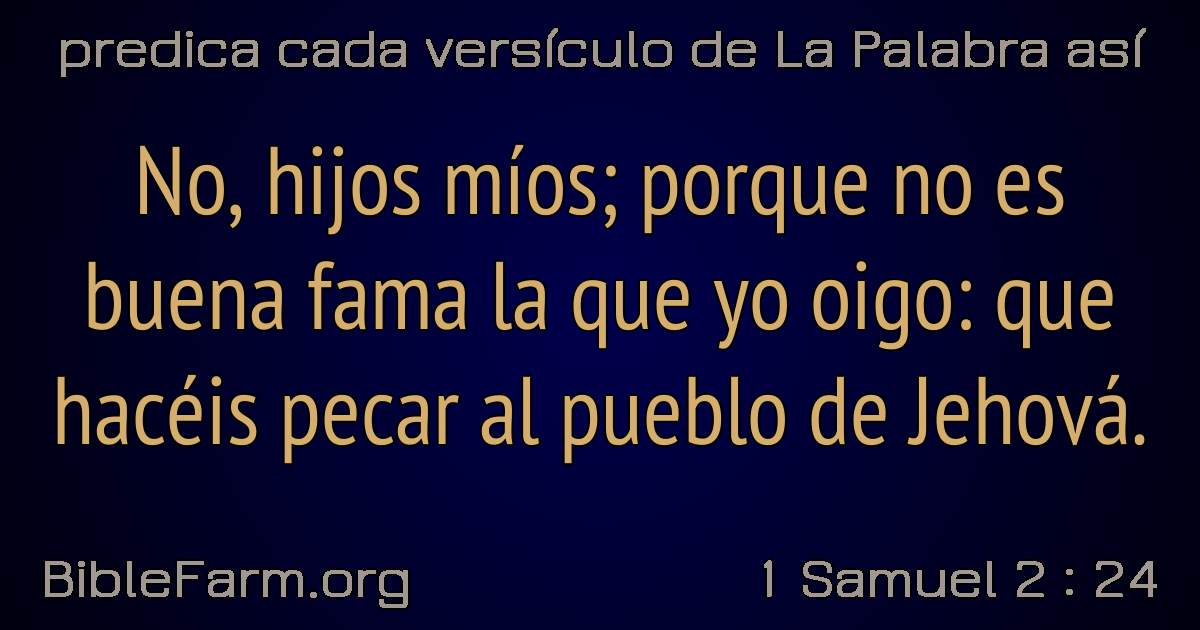 predica cada versículo de La Palabra así
No, hijos míos; porque no es
buena fama la que yo oigo: que
hacéis pecar al pueblo de Jehová.
BibleFarm.org
1 Samuel 2 : 24